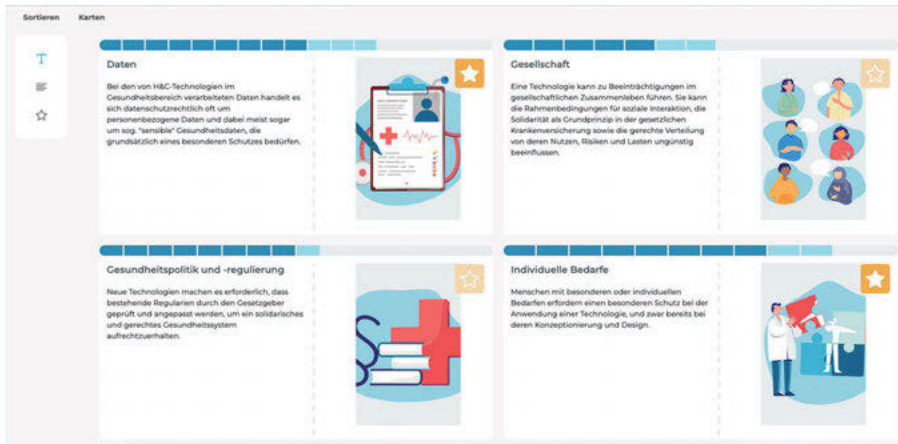 Sortieren Karten
T
Daten
Bei den von H&C-Technologien im
Gesundheitsbereich verarbeiteten Daten handelt es
sich datenschutzrechtlich oft um
personenbezogene Daten und dabei meist sogar
um sog. "sensible" Gesundheitsdaten, die
grundsätzlich eines besonderen Schutzes bedürfen.
Gesellschaft
Eine Technologie kann zu Beeinträchtigungen im
gesellschaftlichen Zusammenleben führen. Sie kann
die Rahmenbedingungen für soziale Interaktion, die
Solidarität als Grundprinzip in der gesetzlichen
Krankenversicherung sowie die gerechte Verteilung
von deren Nutzen, Risiken und Lasten ungünstig
beeinflussen.
Gesundheitspolitik und -regulierung
Neue Technologien machen es erforderlich, dass
bestehende Regularien durch den Gesetzgeber
geprüft und angepasst werden, um ein solidarisches
und gerechtes Gesundheitssystem
aufrechtzuerhalten.
§
Individuelle Bedarfe
Menschen mit besonderen oder individuellen
Bedarfen erfordern einen besonderen Schutz bei der
Anwendung einer Technologie, und zwar bereits bei
deren Konzeptionierung und Design.